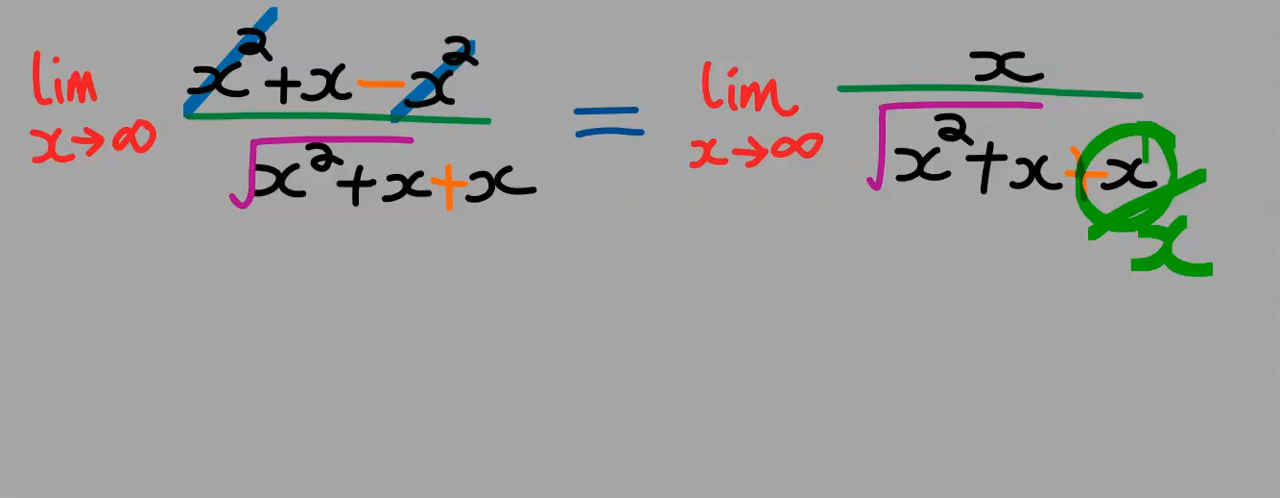 lim x→∞ (x² + x − x²) / (√(x² + x) + x) = lim x→∞ x / (√(x² + x) + x)
x